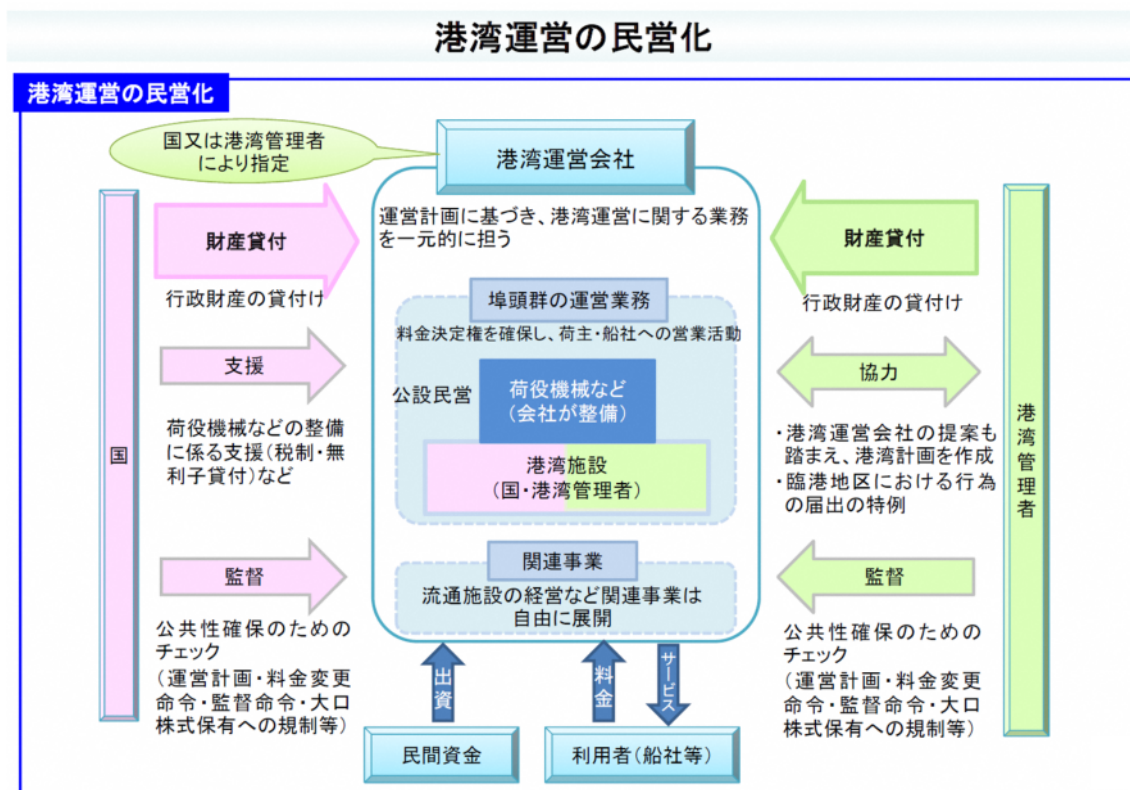 港湾運営の民営化
港湾運営の民営化
国又は港湾管理者
により指定
港湾運営会社
運営計画に基づき、港湾運営に関する業務
を一元的に担う
国
財産貸付
行政財産の貸付け
支援
荷役機械などの整備
に係る支援(税制・無
利子貸付)など
監督
公共性確保のための
チェック
(運営計画・料金変更
命令・監督命令・大口
株式保有への規制等)
埠頭群の運営業務
料金決定権を確保し、荷主・船社への営業活動
公設民営
荷役機械など
(会社が整備)
港湾施設
(国・港湾管理者)
関連事業
流通施設の経営など関連事業は
自由に展開
出資
料金
サービス
民間資金
利用者(船社等)
財産貸付
行政財産の貸付け
協力
・港湾運営会社の提案も
踏まえ、港湾計画を作成
・臨港地区における行為
の届出の特例
監督
公共性確保のための
チェック
(運営計画・料金変更
命令・監督命令・大口
株式保有への規制等)
港湾管理者